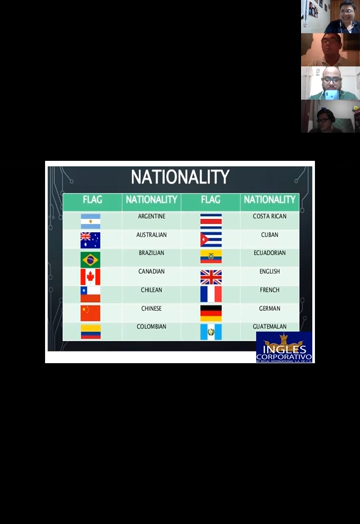 NATIONALITY
FLAG NATIONALITY FLAG NATIONALITY
ARGENTINE COSTA RICAN
AUSTRALIAN CUBAN
BRAZILIAN ECUADORIAN
CANADIAN ENGLISH
CHILEAN FRENCH
CHINESE GERMAN
COLOMBIAN GUATEMALAN
INGLES
CORPORATIVO